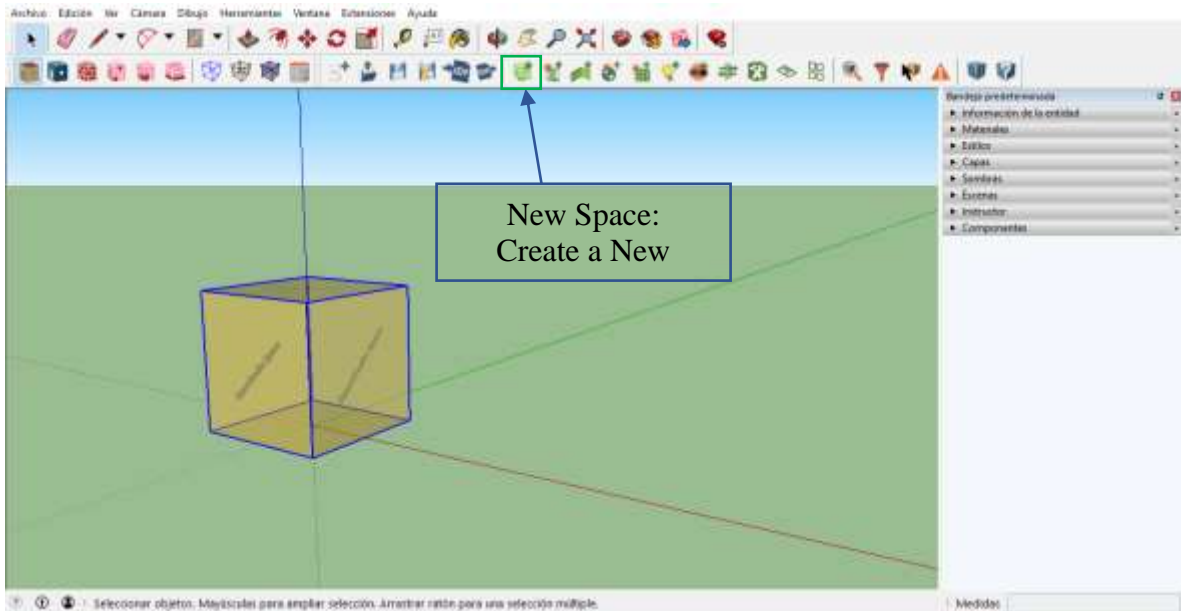 Archivo Edición Ver Cámara Dibujo Herramientas Ventana Extensiones Ayuda
Bandeja predeterminada
Información de la entidad
Materiales
Estilos
Capas
Sombras
Escenas
Instructor
Componentes
New Space:
Create a New
Seleccionar objetos. Mayúsculas para ampliar selección. Arrastrar ratón para una selección múltiple.
Medidas